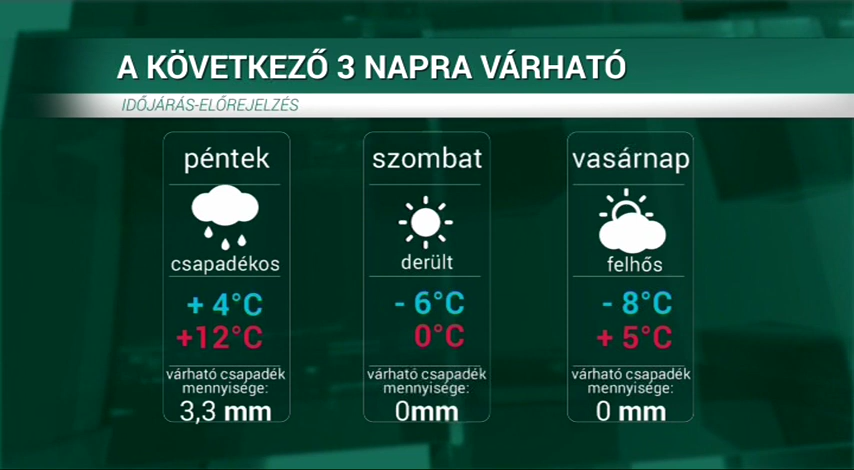 A KÖVETKEZŐ 3 NAPRA VÁRHATÓ
IDŐJÁRÁS-ELŐREJELZÉS
péntek
csapadékos
+ 4°C
+12°C
várható csapadék
mennyisége:
3,3 mm
szombat
derült
- 6°C
0°C
várható csapadék
mennyisége:
0mm
vasárnap
felhős
- 8°C
+ 5°C
várható csapadék
mennyisége:
0 mm